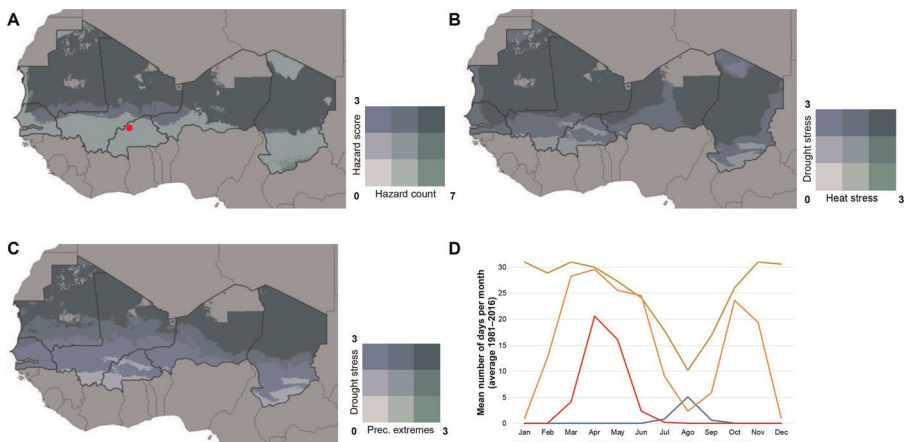 A
3
Hazard score
0
Hazard count
7
B
3
Drought stress
0
Heat stress
3
C
3
Drought stress
0
Prec. extremes
3
D
Mean number of days per month
(average 1981–2016)
30
25
20
15
10
5
0
Jan Feb Mar Apr May Jun Jul Ago Sep Oct Nov Dec